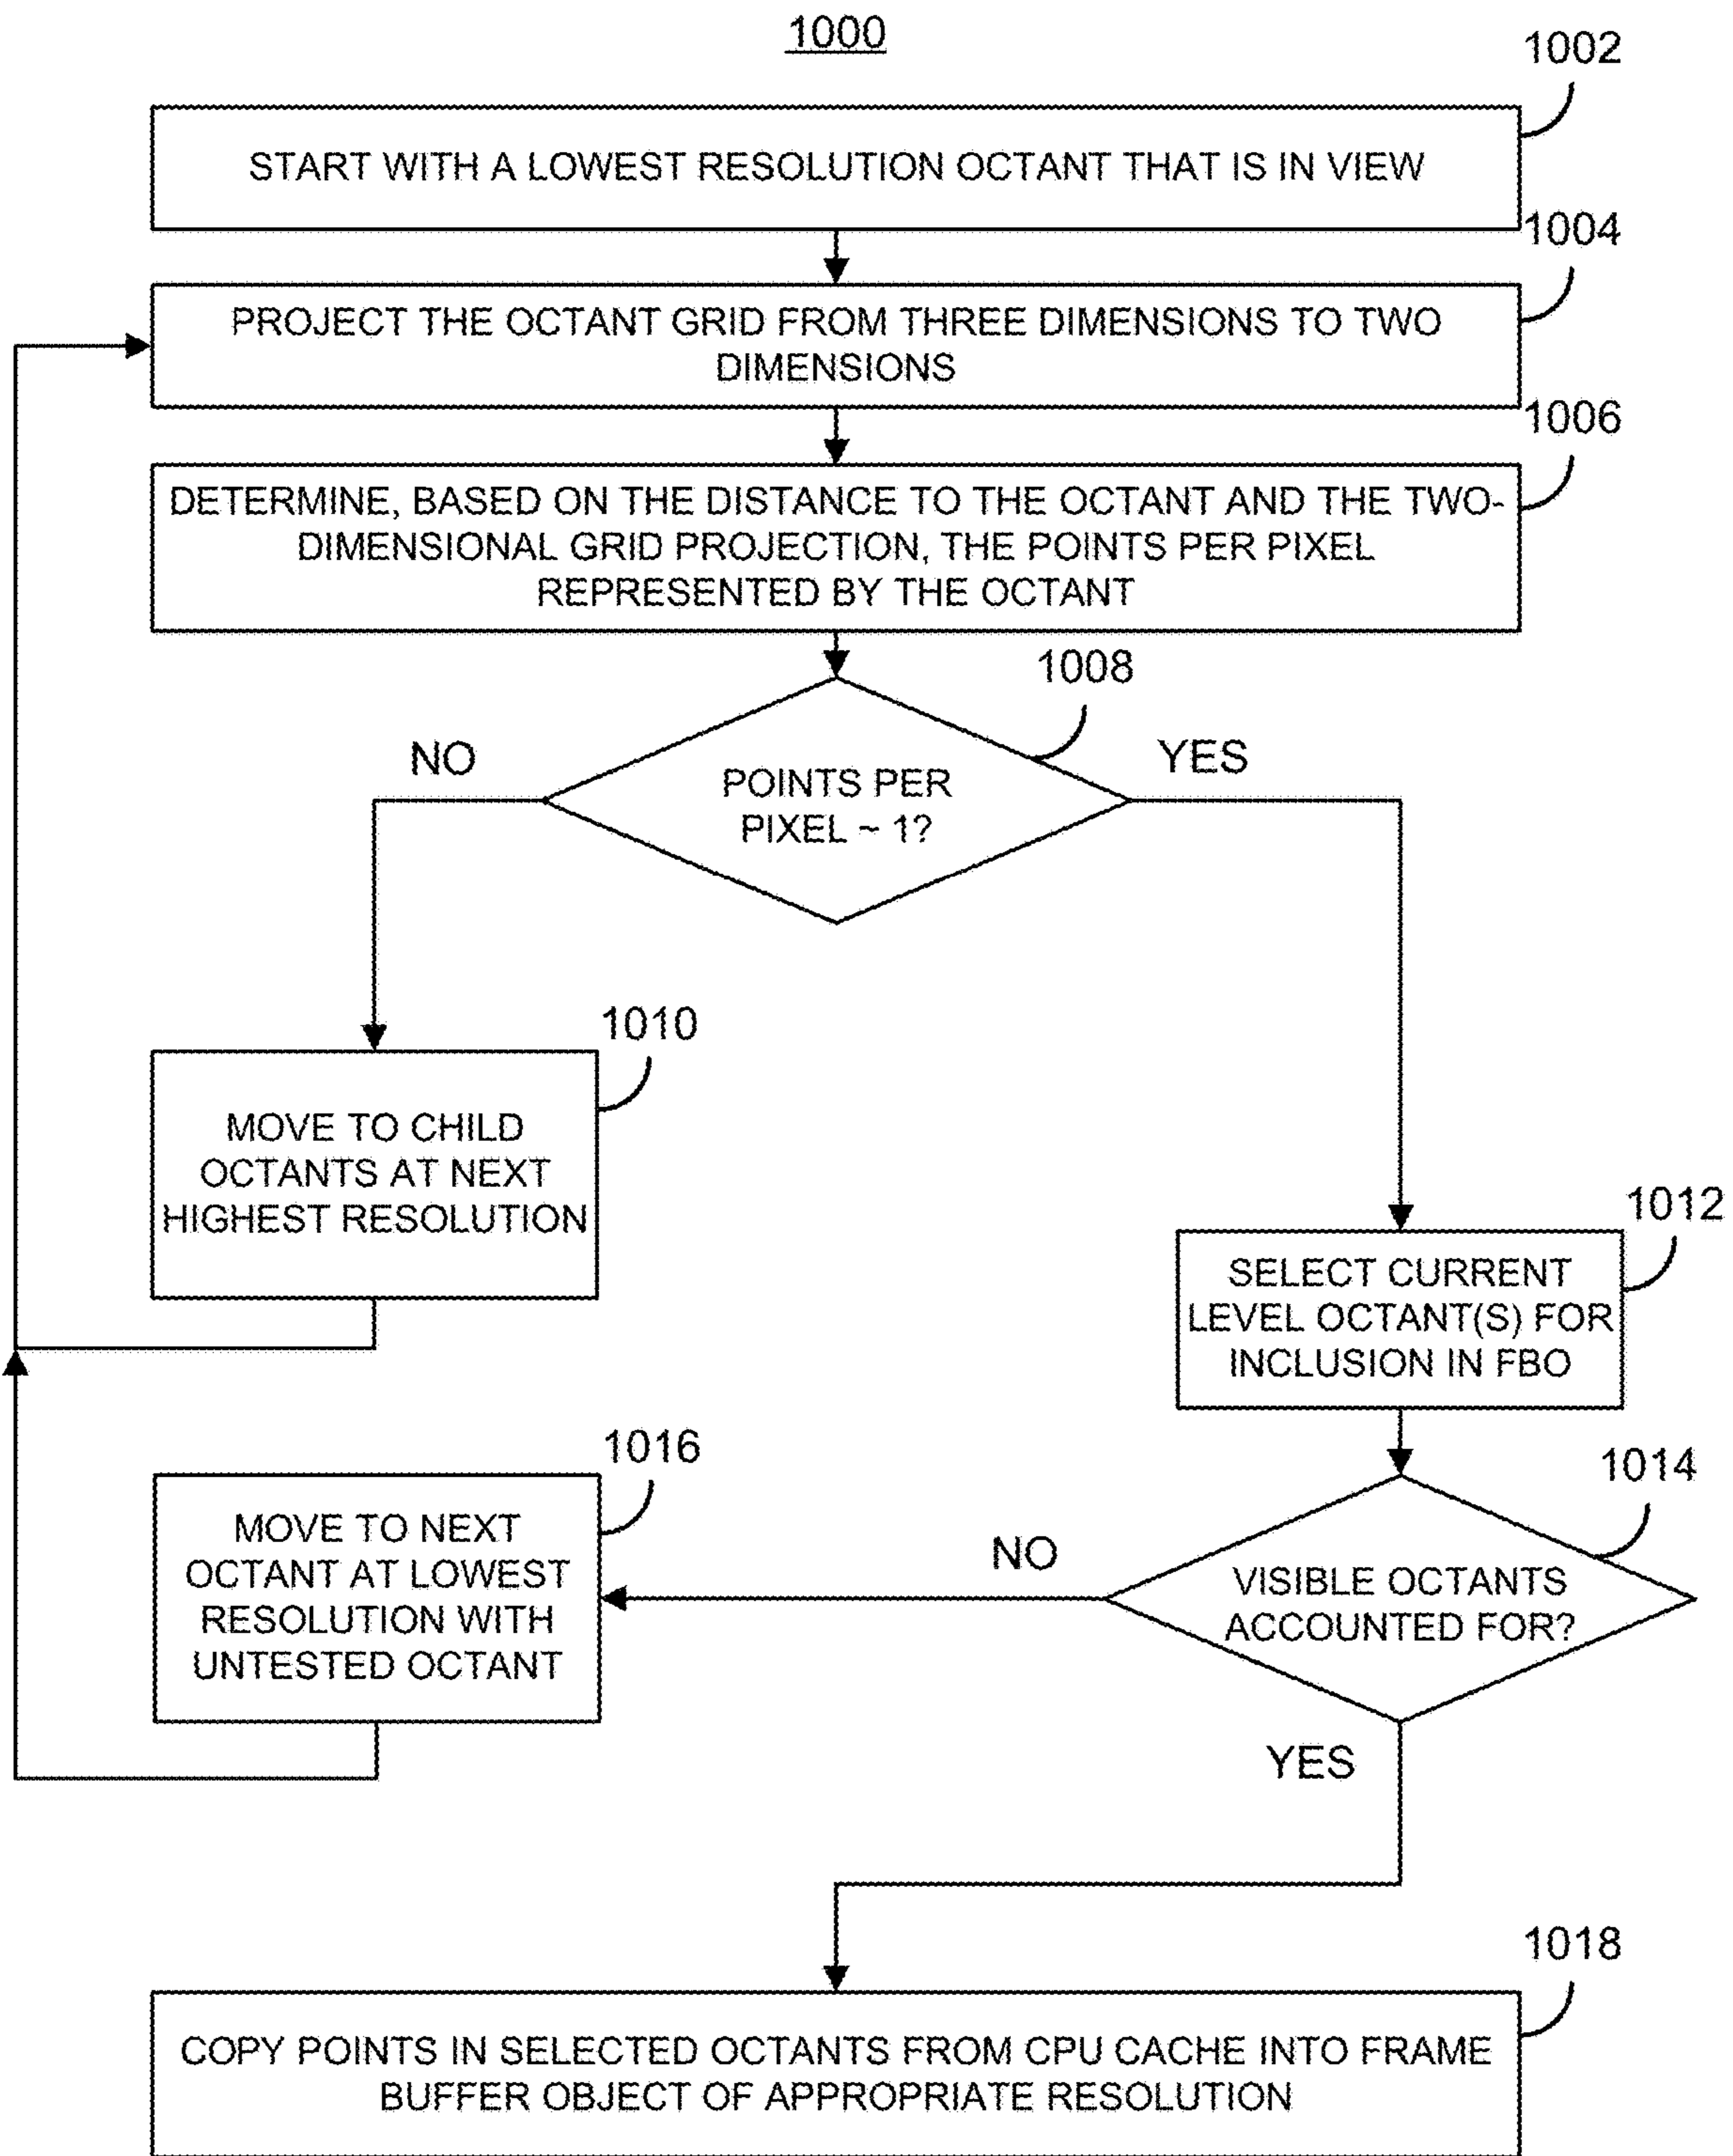 1000
1002
START WITH A LOWEST RESOLUTION OCTANT THAT IS IN VIEW
1004
PROJECT THE OCTANT GRID FROM THREE DIMENSIONS TO TWO
DIMENSIONS
1006
DETERMINE, BASED ON THE DISTANCE TO THE OCTANT AND THE TWO-
DIMENSIONAL GRID PROJECTION, THE POINTS PER PIXEL
REPRESENTED BY THE OCTANT
1008
NO
YES
POINTS PER
PIXEL ~ 1?
1010
MOVE TO CHILD
OCTANTS AT NEXT
HIGHEST RESOLUTION
1012
SELECT CURRENT
LEVEL OCTANT(S) FOR
INCLUSION IN FBO
1014
VISIBLE OCTANTS
ACCOUNTED FOR?
NO
1016
MOVE TO NEXT
OCTANT AT LOWEST
RESOLUTION WITH
UNTESTED OCTANT
YES
1018
COPY POINTS IN SELECTED OCTANTS FROM CPU CACHE INTO FRAME
BUFFER OBJECT OF APPROPRIATE RESOLUTION